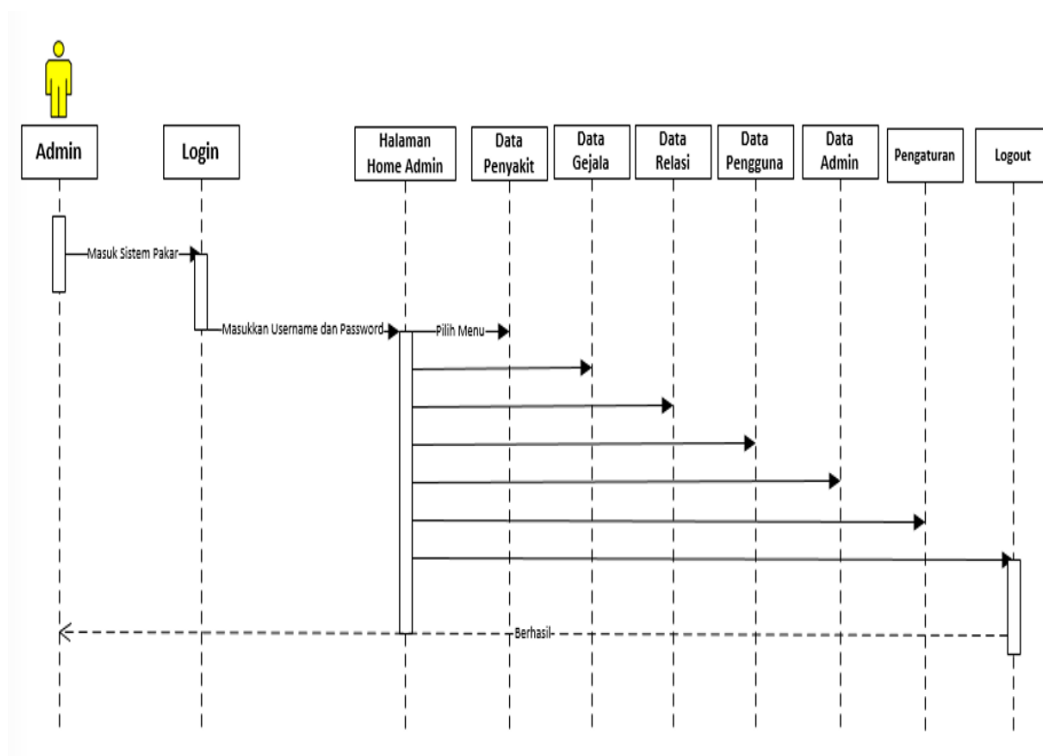 Admin
Login
Halaman
Home Admin
Data
Penyakit
Data
Gejala
Data
Relasi
Data
Pengguna
Data
Admin
Pengaturan
Logout
Masuk Sistem Pakar
Masukkan Username dan Password
Pilih Menu
Berhasil